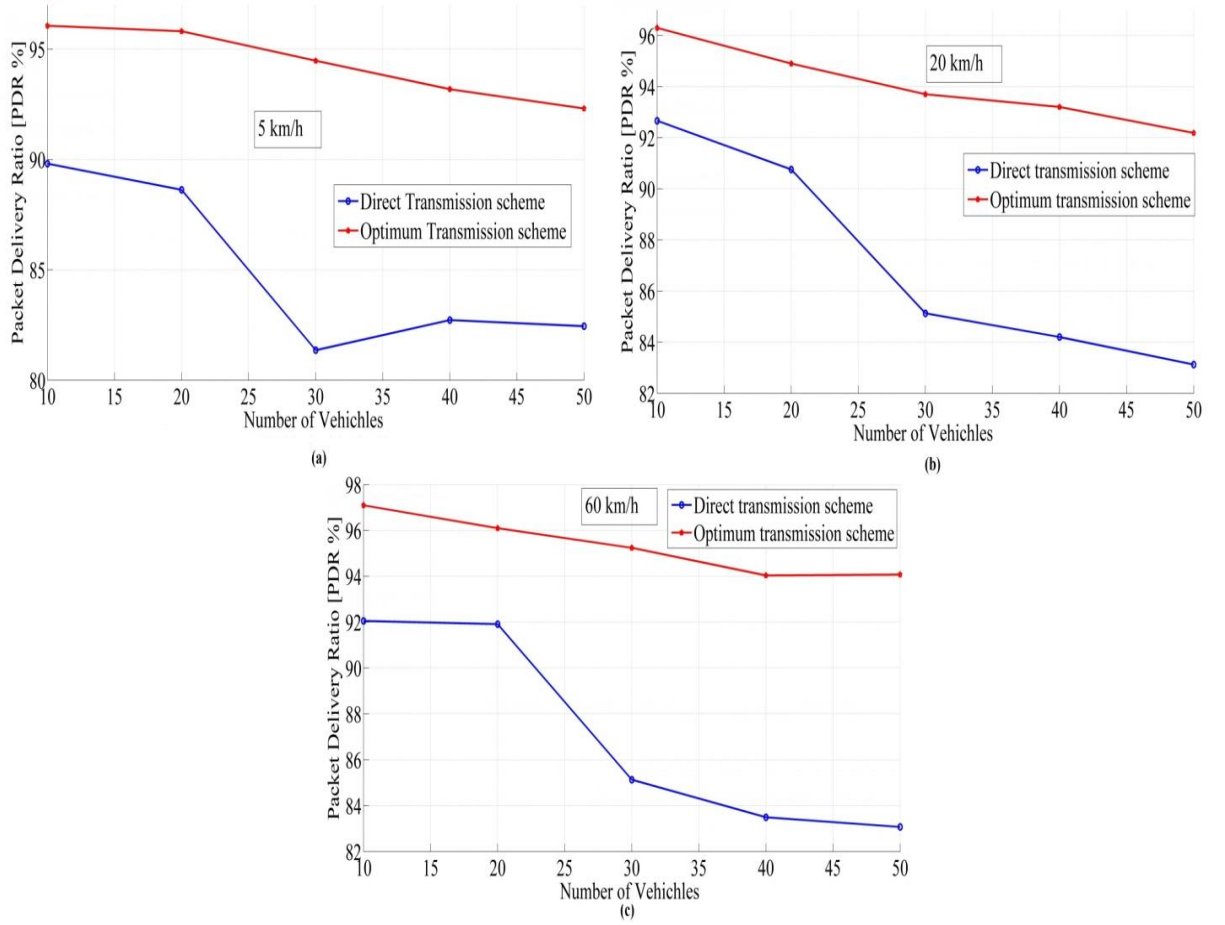 Packet Delivery Ratio [PDR %]
95
90
85
80
5 km/h
Direct Transmission scheme
Optimum Transmission scheme
10 15 20 25 30 35 40 45 50
Number of Vehichles
(a)
Packet Delivery Ratio [PDR %]
96
94
92
90
88
86
84
82
20 km/h
Direct transmission scheme
Optimum transmission scheme
10 15 20 25 30 35 40 45 50
Number of Vehichles
(b)
Packet Delivery Ratio [PDR %]
98
96
94
92
90
88
86
84
82
60 km/h
Direct transmission scheme
Optimum transmission scheme
10 15 20 25 30 35 40 45 50
Number of Vehichles
(c)